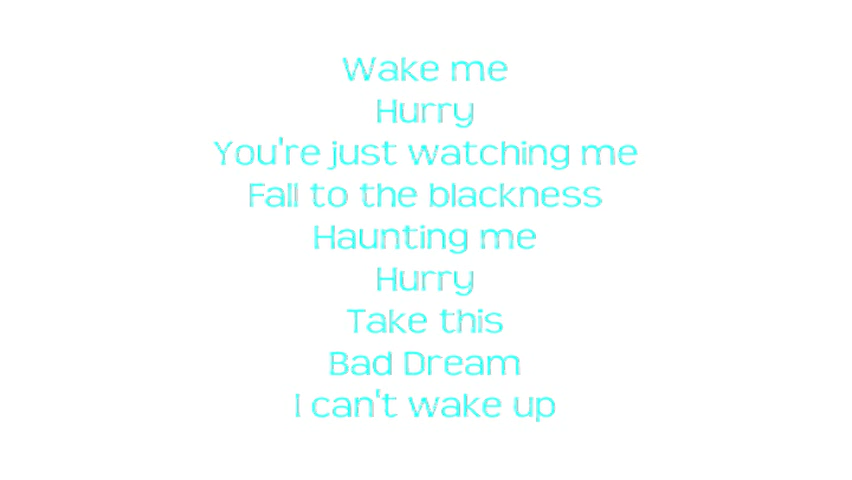 Wake me
Hurry
You're just watching me
Fall to the blackness
Haunting me
Hurry
Take this
Bad Dream
I can't wake up